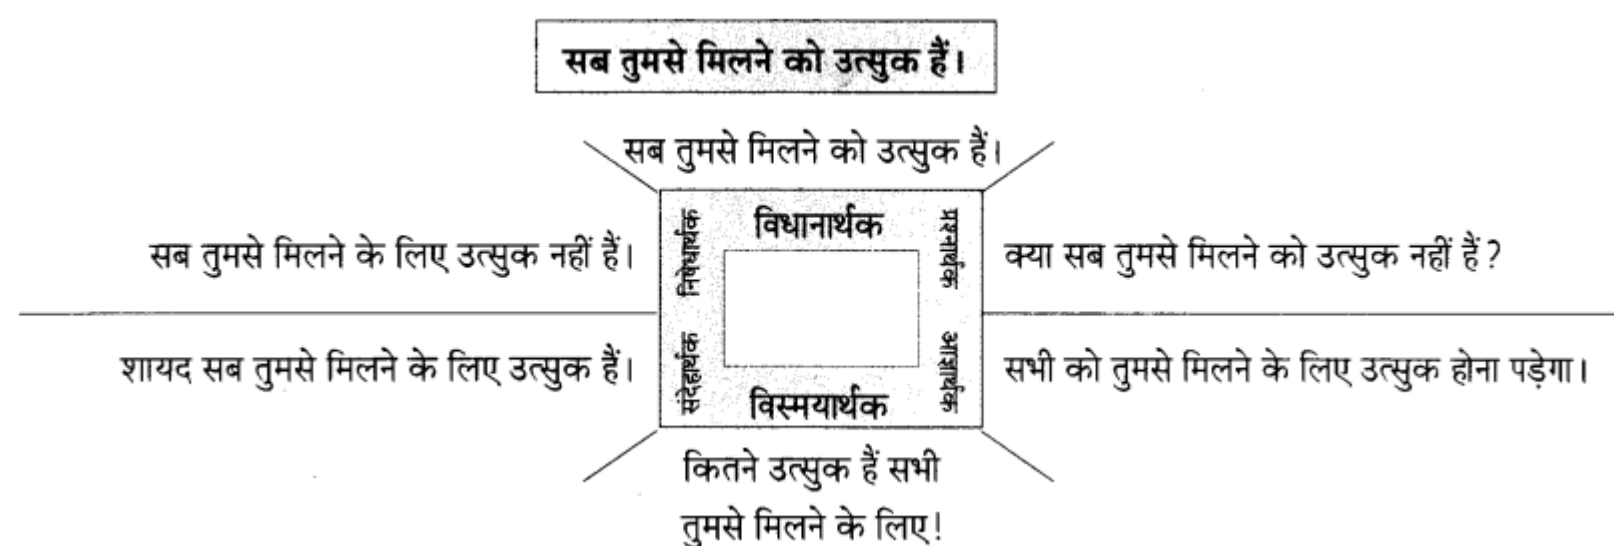 सब तुमसे मिलने को उत्सुक हैं।
सब तुमसे मिलने को उत्सुक हैं।
विधानार्थक
निषेधार्थक
प्रश्नार्थक
सब तुमसे मिलने के लिए उत्सुक नहीं हैं।
क्या सब तुमसे मिलने को उत्सुक नहीं हैं?
शायद सब तुमसे मिलने के लिए उत्सुक हैं।
संदेहार्थक
आज्ञार्थक
सभी को तुमसे मिलने के लिए उत्सुक होना पड़ेगा।
विस्मयार्थक
कितने उत्सुक हैं सभी
तुमसे मिलने के लिए!